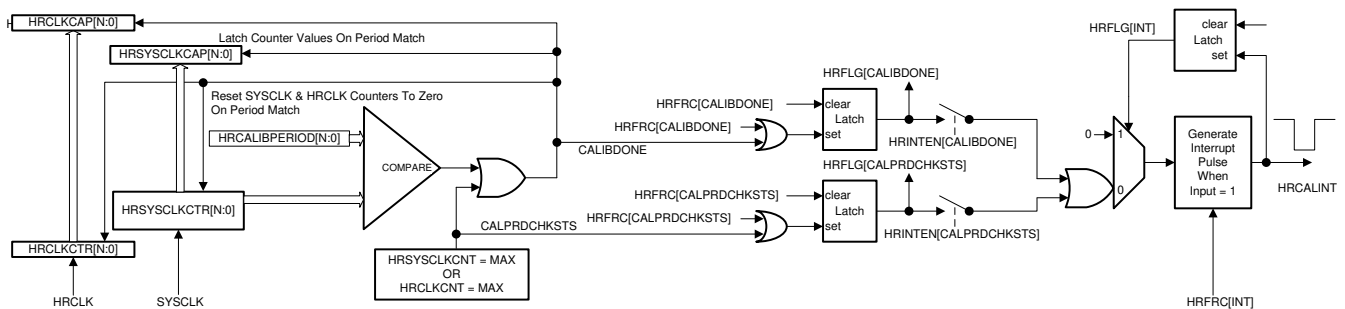 HRCLKCAP[N:0]
Latch Counter Values On Period Match
HRSYSCLKCAP[N:0]
Reset SYSCLK & HRCLK Counters To Zero
On Period Match
HRCALIBPERIOD[N:0]
COMPARE
HRSYSCLKCTR[N:0]
HRCLKCTR[N:0]
HRCLK
SYSCLK
HRSYSCLKCNT = MAX
OR
HRCLKCNT = MAX
CALIBDONE
CALPRDCHKSTS
HRFRC[CALIBDONE]
HRFRC[CALIBDONE]
clear
Latch
set
HRFLG[CALIBDONE]
HRINTEN[CALIBDONE]
HRFRC[CALPRDCHKSTS]
HRFRC[CALPRDCHKSTS]
clear
Latch
set
HRFLG[CALPRDCHKSTS]
HRINTEN[CALPRDCHKSTS]
HRFLG[INT]
clear
Latch
set
0
1
0
Generate
Interrupt
Pulse
When
Input = 1
HRCALINT
HRFRC[INT]